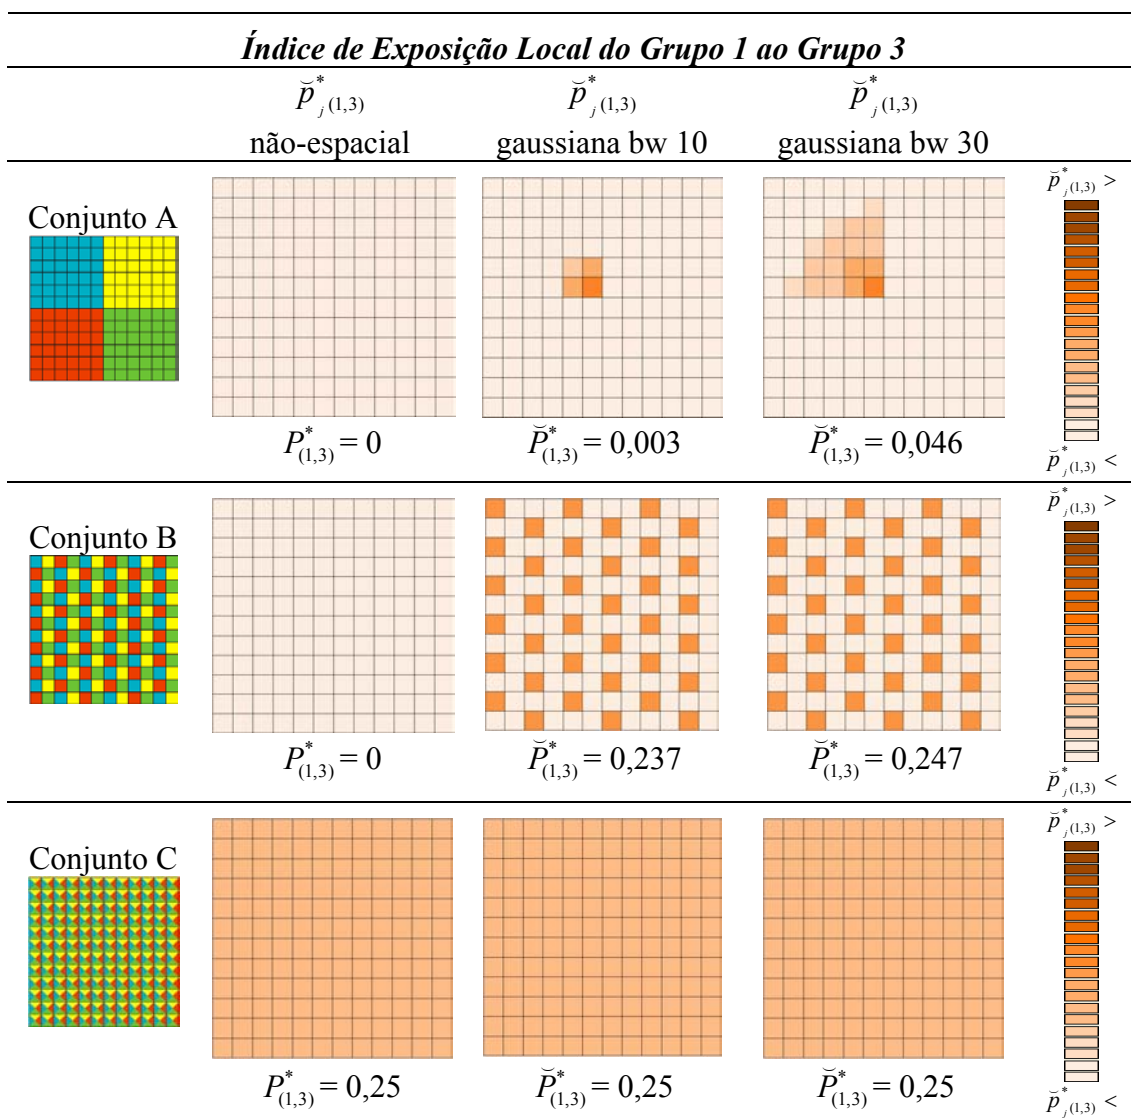 Índice de Exposição Local do Grupo 1 ao Grupo 3
p̆*j(1,3) p̆*j(1,3) p̆*j(1,3)
não-espacial gaussiana bw 10 gaussiana bw 30
p̆*j(1,3) >
Conjunto A
P*(1,3) = 0 P̆*(1,3) = 0,003 P̆*(1,3) = 0,046
p̆*j(1,3) <
p̆*j(1,3) >
Conjunto B
P*(1,3) = 0 P̆*(1,3) = 0,237 P̆*(1,3) = 0,247
p̆*j(1,3) <
p̆*j(1,3) >
Conjunto C
P*(1,3) = 0,25 P̆*(1,3) = 0,25 P̆*(1,3) = 0,25
p̆*j(1,3) <